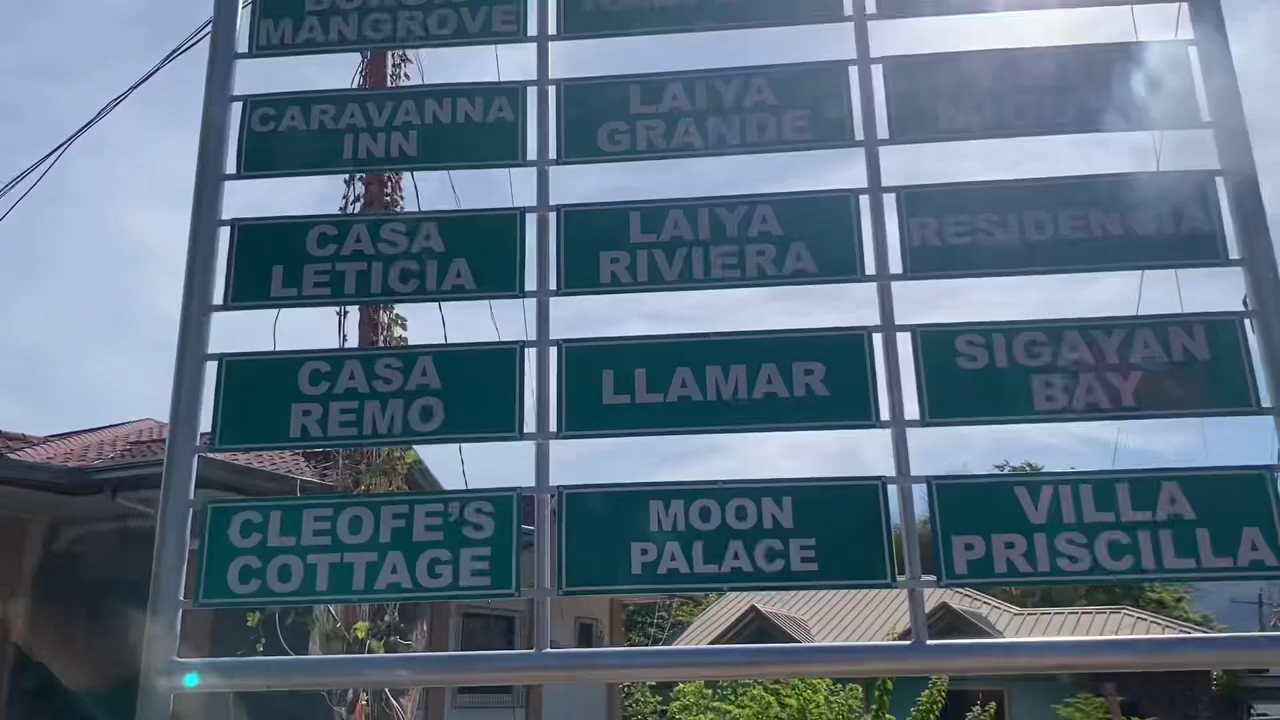 MANGROVE
CARAVANNA
INN
CASA
LETICIA
CASA
REMO
CLEOFE'S
COTTAGE
LAIYA
GRANDE
LAIYA
RIVIERA
LLAMAR
MOON
PALACE
RESIDENCIA
SIGAYAN
BAY
VILLA
PRISCILLA